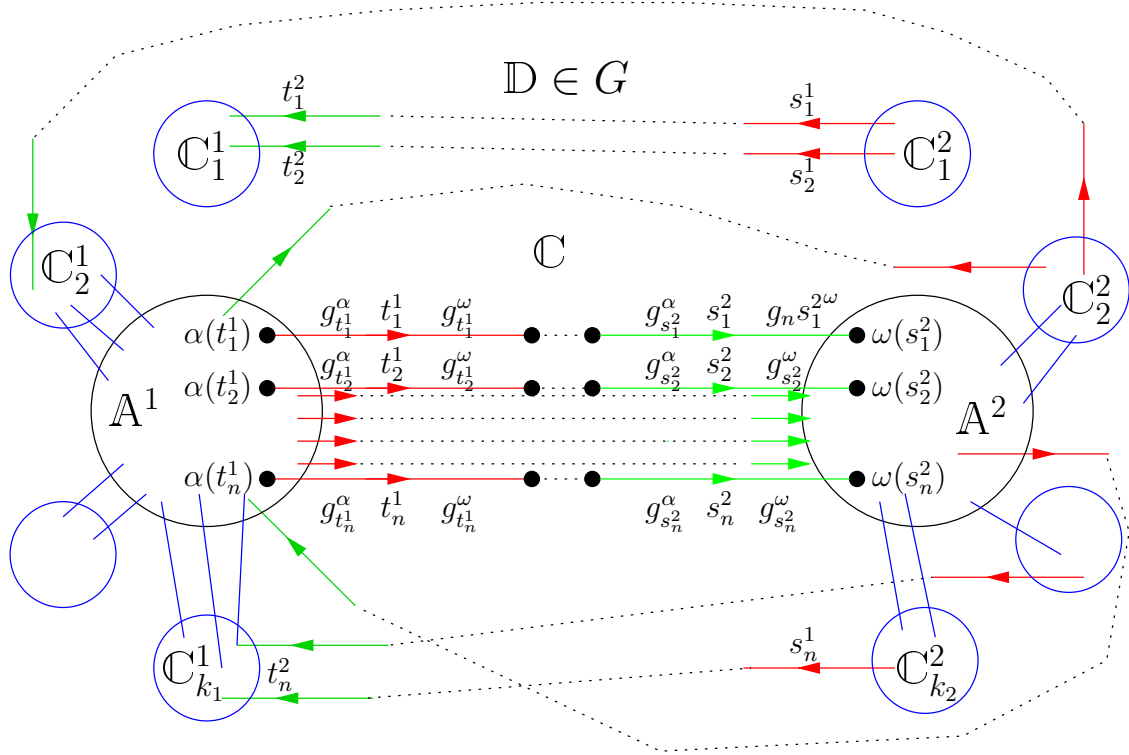 𝔻 ∈ G
t_1^2
s_1^1
ℂ_1^1
ℂ_1^2
t_2^2
s_2^1
ℂ_2^1
ℂ
ℂ_2^2
α(t_1^1) g_{t_1^1}^α t_1^1 g_{t_1^1}^ω g_{s_1^2}^α s_1^2 g_n s_1^{2^ω} ω(s_1^2)
α(t_2^1) g_{t_2^1}^α t_2^1 g_{t_2^1}^ω g_{s_2^2}^α s_2^2 g_{s_2^2}^ω ω(s_2^2)
𝔸^1
𝔸^2
α(t_n^1) ω(s_n^2)
g_{t_n^1}^α t_n^1 g_{t_n^1}^ω g_{s_n^2}^α s_n^2 g_{s_n^2}^ω
s_n^1
ℂ_{k_1}^1 t_n^2
ℂ_{k_2}^2